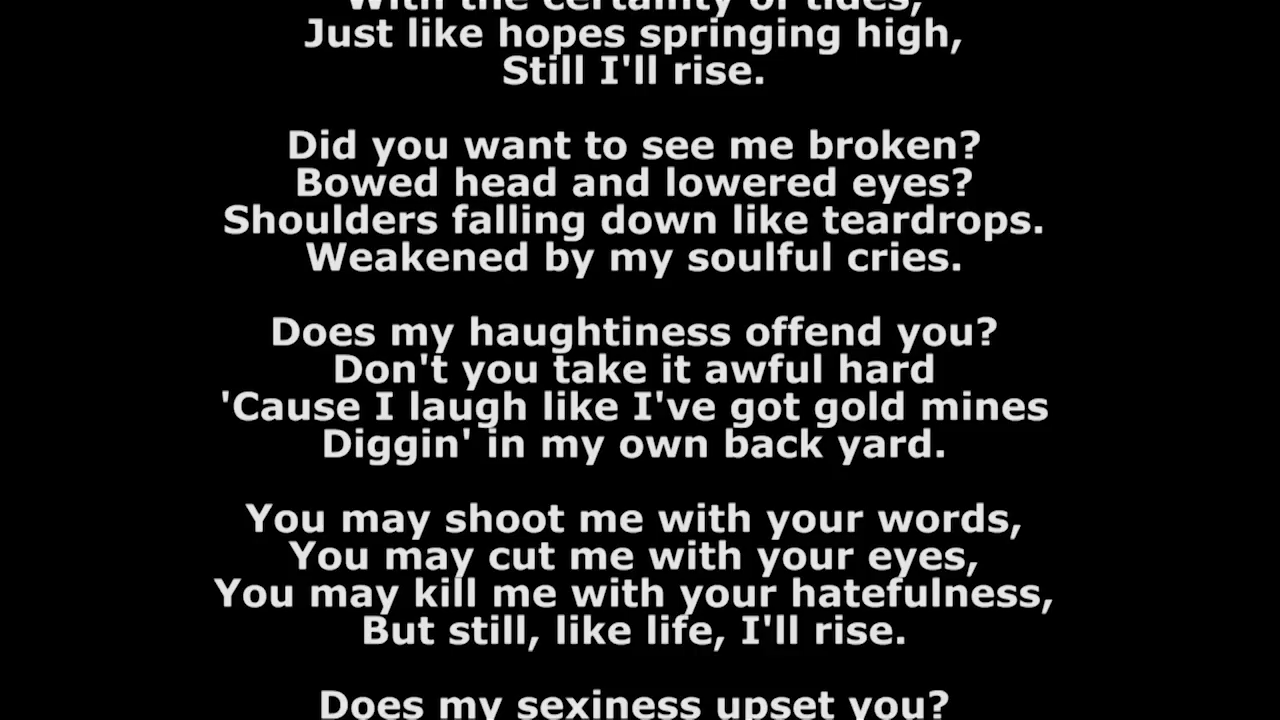 With the certainty of tides,
Just like hopes springing high,
Still I'll rise.
Did you want to see me broken?
Bowed head and lowered eyes?
Shoulders falling down like teardrops.
Weakened by my soulful cries.
Does my haughtiness offend you?
Don't you take it awful hard
'Cause I laugh like I've got gold mines
Diggin' in my own back yard.
You may shoot me with your words,
You may cut me with your eyes,
You may kill me with your hatefulness,
But still, like life, I'll rise.
Does my sexiness upset you?